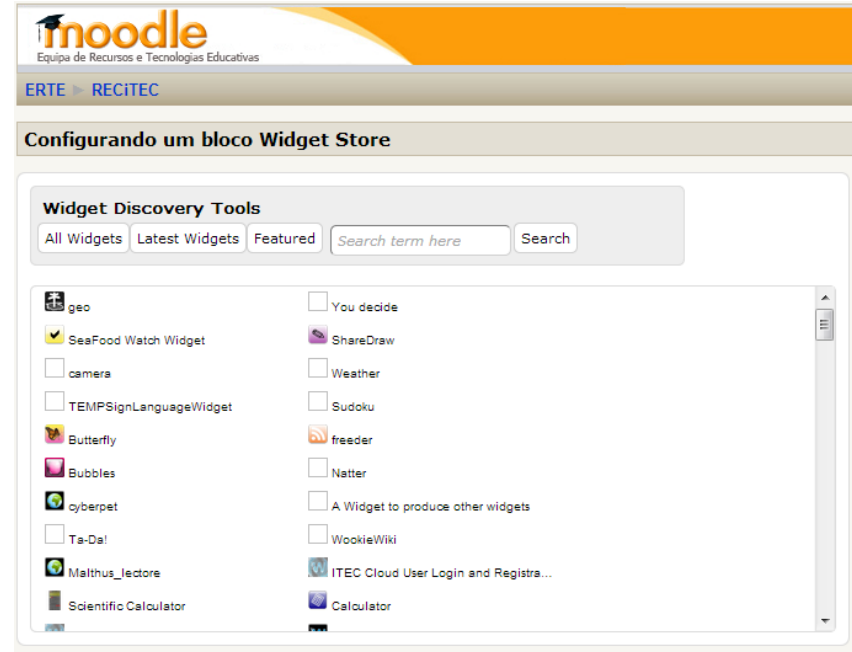 moodle
Equipa de Recursos e Tecnologias Educativas
ERTE ► RECiTEC
Configurando um bloco Widget Store
Widget Discovery Tools
All Widgets Latest Widgets Featured Search term here Search
geo You decide
SeaFood Watch Widget ShareDraw
camera Weather
TEMPSignLanguageWidget Sudoku
Butterfly freeder
Bubbles Natter
cyberpet A Widget to produce other widgets
Ta-Da! WookieWiki
Malthus_lectore ITEC Cloud User Login and Registra...
Scientific Calculator Calculator